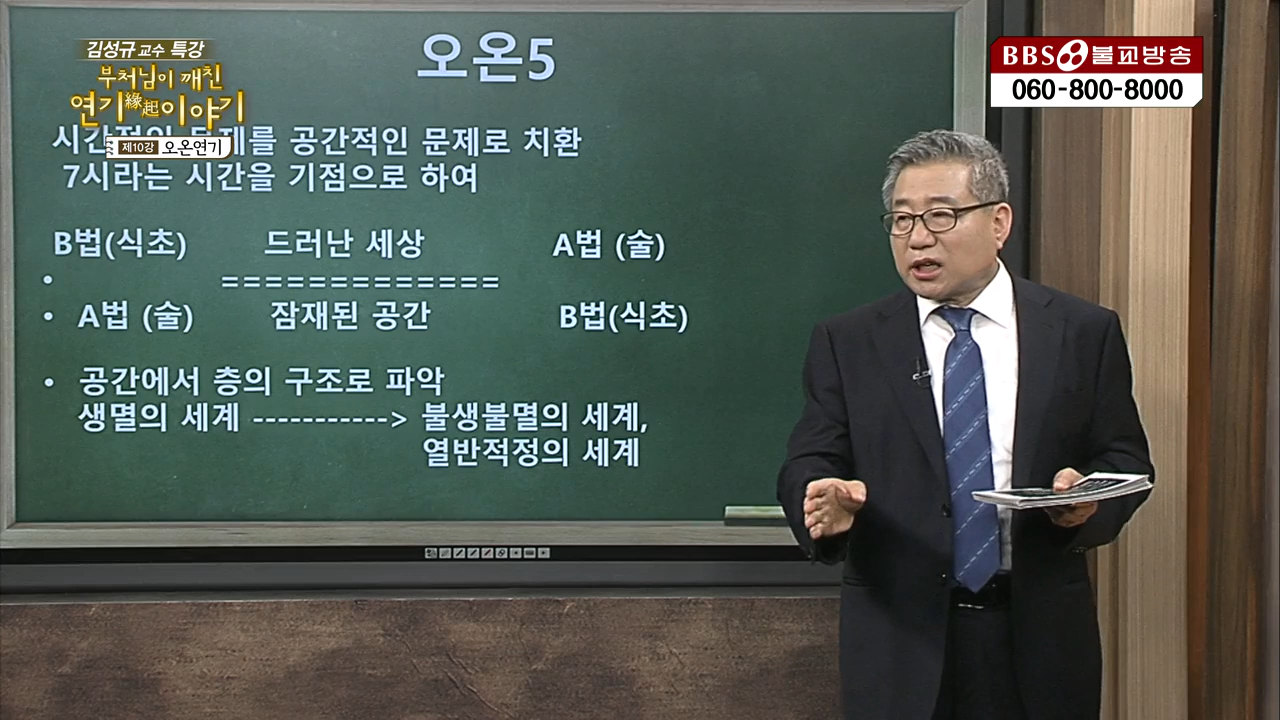 김성규 교수 특강
부처님이 깨친
연기緣起이야기
제10강 오온연기
BBS 불교방송
060-800-8000
오온5
시간적인 문제를 공간적인 문제로 치환
7시라는 시간을 기점으로 하여
B법(식초) 드러난 세상 A법 (술)
• =============
• A법 (술) 잠재된 공간 B법(식초)
• 공간에서 층의 구조로 파악
생멸의 세계 -----------> 불생불멸의 세계,
열반적정의 세계